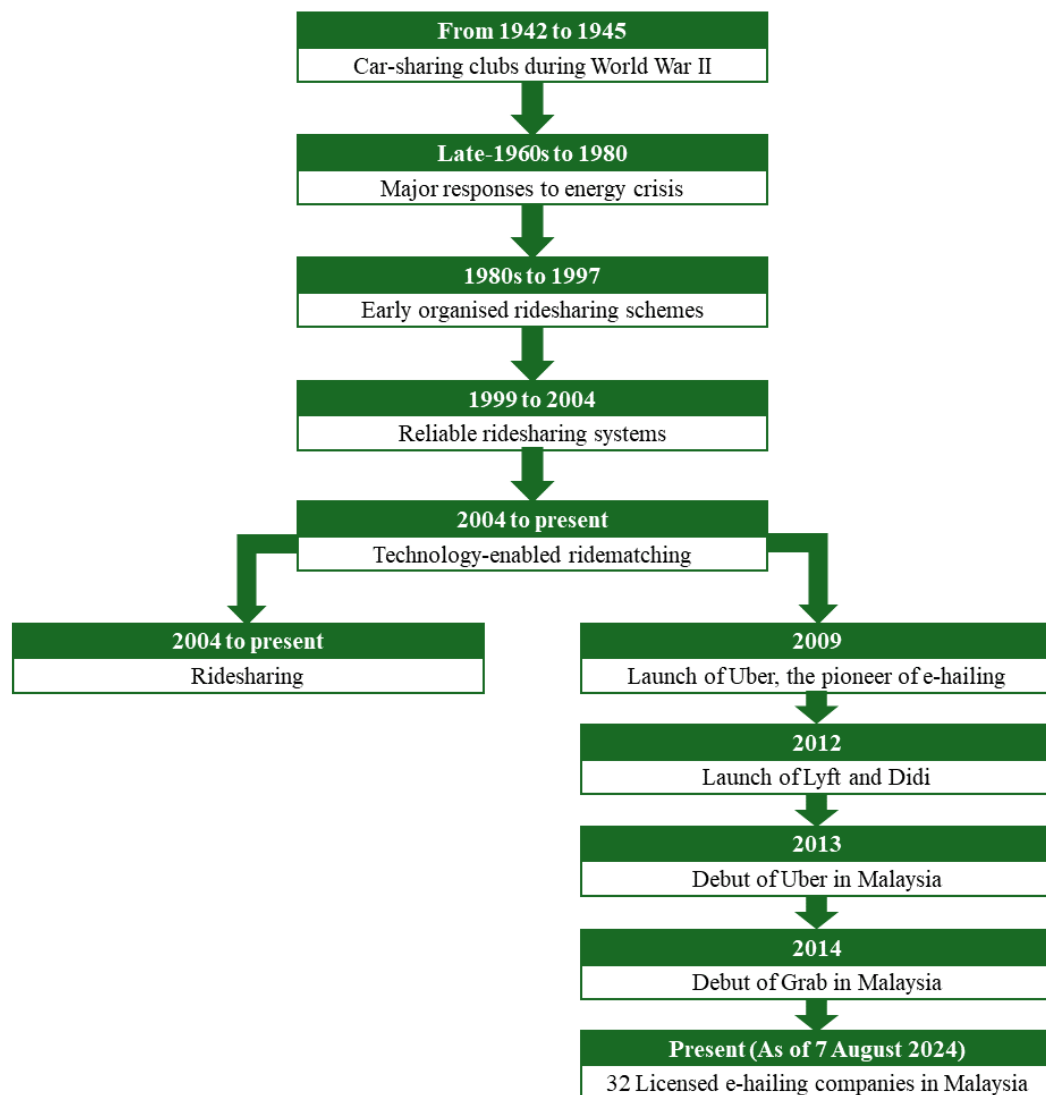 From 1942 to 1945
Car-sharing clubs during World War II
Late-1960s to 1980
Major responses to energy crisis
1980s to 1997
Early organised ridesharing schemes
1999 to 2004
Reliable ridesharing systems
2004 to present
Technology-enabled ridematching
2004 to present
Ridesharing
2009
Launch of Uber, the pioneer of e-hailing
2012
Launch of Lyft and Didi
2013
Debut of Uber in Malaysia
2014
Debut of Grab in Malaysia
Present (As of 7 August 2024)
32 Licensed e-hailing companies in Malaysia